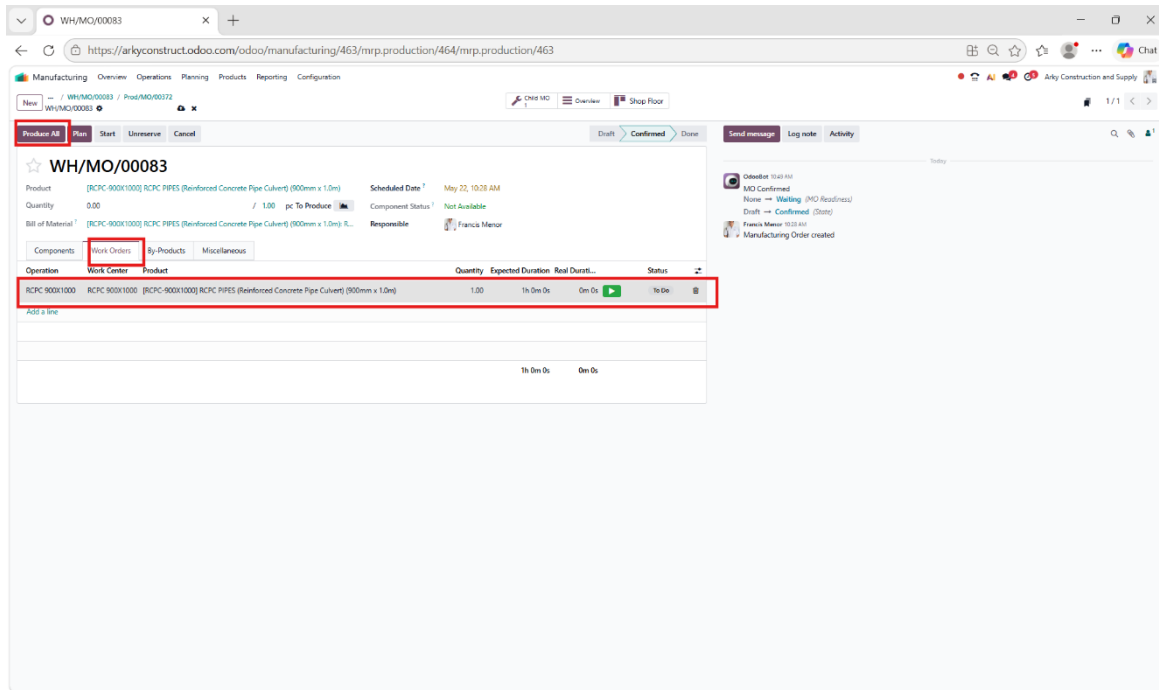 WH/MO/00083
https://arkyconstruct.odoo.com/odoo/manufacturing/463/mrp.production/464/mrp.production/463
Chat
Manufacturing Overview Operations Planning Products Reporting Configuration
4
Arky Construction and Supply
New ... / WH/MO/00083 / Prod/MO/00372
WH/MO/00083
Child MO
1
Overview
Shop Floor
1/1
Produce All Plan Start Unreserve Cancel
Draft Confirmed Done
Send message Log note Activity
1
WH/MO/00083
Product [RCPC-900X1000] RCPC PIPES (Reinforced Concrete Pipe Culvert) (900mm x 1.0m) Scheduled Date ? May 22, 10:28 AM
Quantity 0.00 / 1.00 pc To Produce Component Status ? Not Available
Bill of Material ? [RCPC-900X1000] RCPC PIPES (Reinforced Concrete Pipe Culvert) (900mm x 1.0m): R... Responsible Francis Menor
Components Work Orders By-Products Miscellaneous
Operation Work Center Product Quantity Expected Duration Real Durati... Status
RCPC 900X1000 RCPC 900X1000 [RCPC-900X1000] RCPC PIPES (Reinforced Concrete Pipe Culvert) (900mm x 1.0m) 1.00 1h 0m 0s 0m 0s To Do
Add a line
1h 0m 0s 0m 0s
Today
OdooBot 10:43 AM
MO Confirmed
None → Waiting (MO Readiness)
Draft → Confirmed (State)
Francis Menor 10:28 AM
Manufacturing Order created